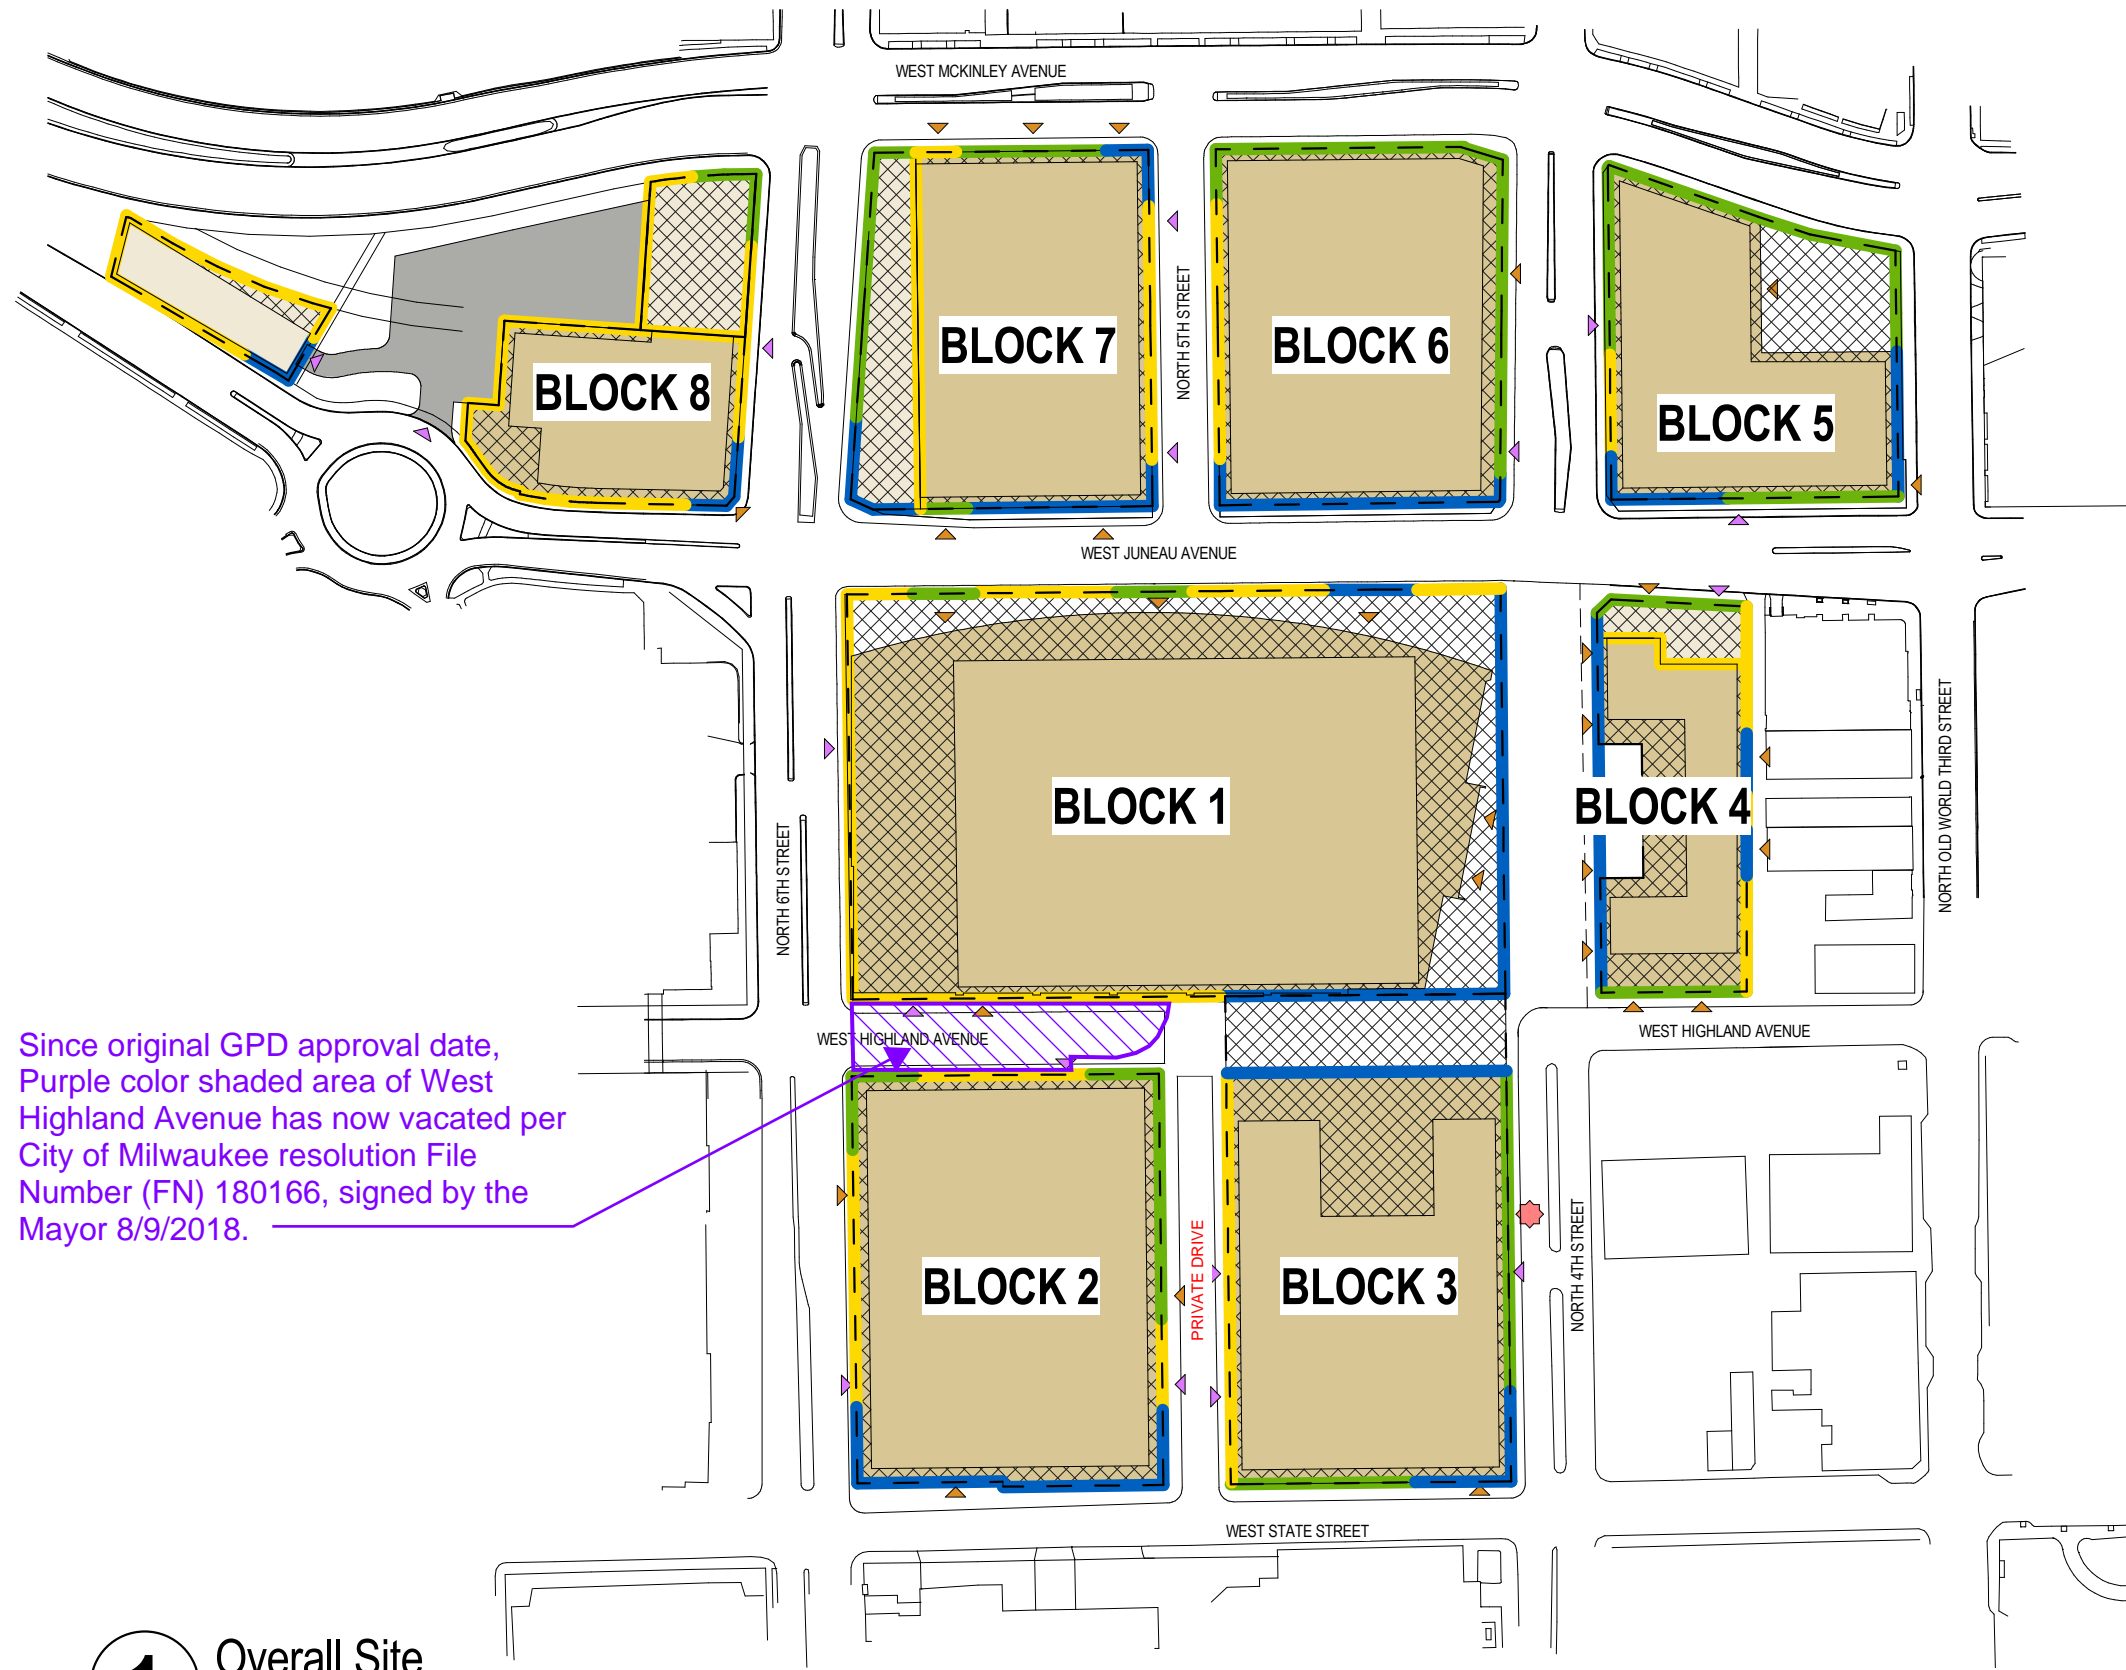 WEST MCKINLEY AVENUE
NORTH 5TH STREET
BLOCK 7
BLOCK 6
BLOCK 8
BLOCK 5
WEST JUNEAU AVENUE
NORTH OLD WORLD THIRD STREET
BLOCK 1
BLOCK 4
NORTH 6TH STREET
WEST HIGHLAND AVENUE
WEST HIGHLAND AVENUE
Since original GPD approval date,
Purple color shaded area of West
Highland Avenue has now vacated per
City of Milwaukee resolution File
Number (FN) 180166, signed by the
Mayor 8/9/2018.
BLOCK 2
PRIVATE DRIVE
BLOCK 3
NORTH 4TH STREET
WEST STATE STREET
1
Overall Site